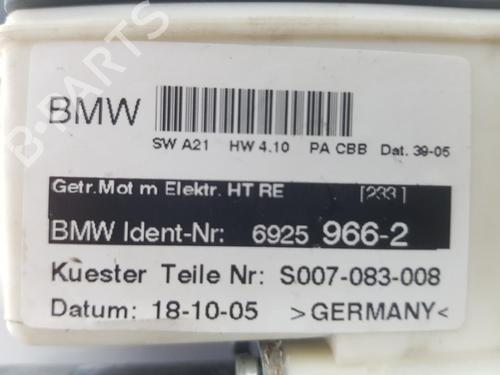 BMW
SW A21 HW 4.10 PA CBB Dat. 39-05
Getr.Mot m Elektr. HT RE [233]
BMW Ident-Nr: 6925 966-2
Kuester Teile Nr: S007-083-008
Datum: 18-10-05 >GERMANY<
B-PARTS